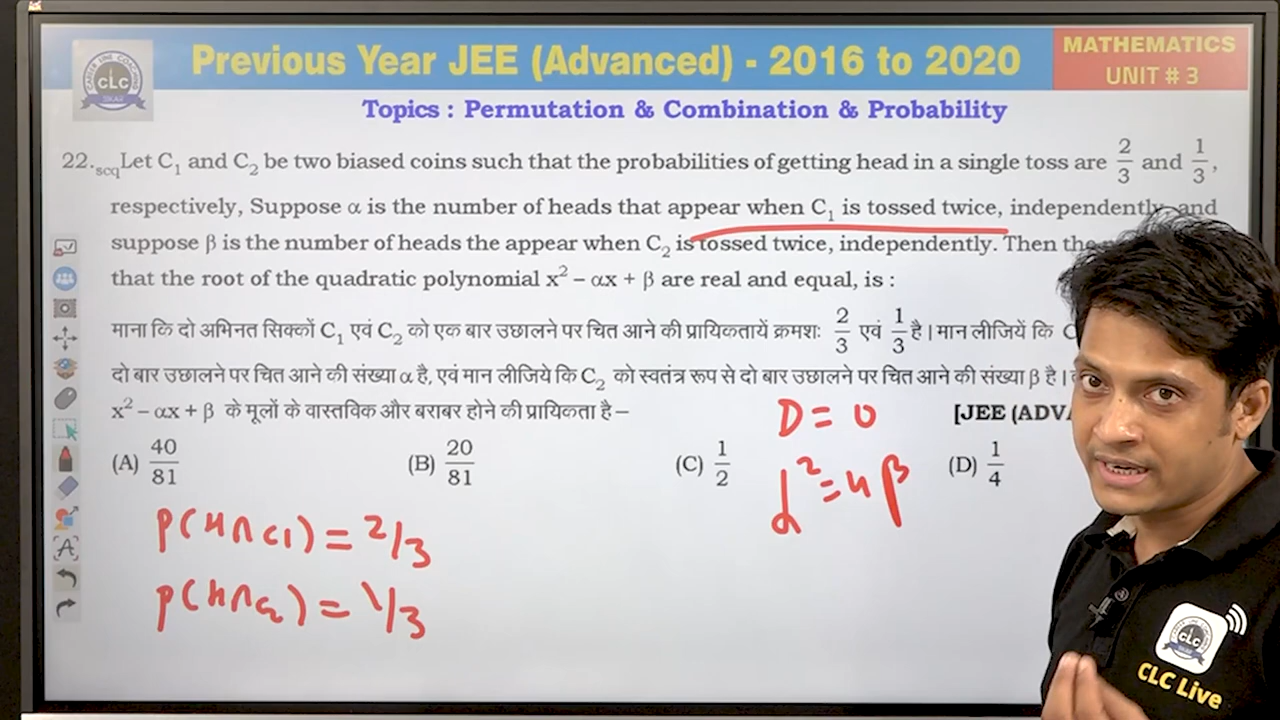 Previous Year JEE (Advanced) - 2016 to 2020
MATHEMATICS
UNIT # 3
CLC
SIKAR
Topics : Permutation & Combination & Probability
22.scq Let C₁ and C₂ be two biased coins such that the probabilities of getting head in a single toss are 2/3 and 1/3,
respectively, Suppose α is the number of heads that appear when C₁ is tossed twice, independently, and
suppose β is the number of heads the appear when C₂ is tossed twice, independently. Then the
that the root of the quadratic polynomial x² – αx + β are real and equal, is :
माना कि दो अभिनत सिक्कों C₁ एवं C₂ को एक बार उछालने पर चित आने की प्रायिकतायें क्रमशः 2/3 एवं 1/3 है। मान लीजियें कि C
दो बार उछालने पर चित आने की संख्या α है, एवं मान लीजिये कि C₂ को स्वतंत्र रूप से दो बार उछालने पर चित आने की संख्या β है।
x² – αx + β के मूलों के वास्तविक और बराबर होने की प्रायिकता है–
[JEE (ADV
(A) 40/81 (B) 20/81 (C) 1/2 (D) 1/4
D = 0
α² = 4β
P(H∩C1) = 2/3
P(H∩C2) = 1/3
CLC
CLC Live